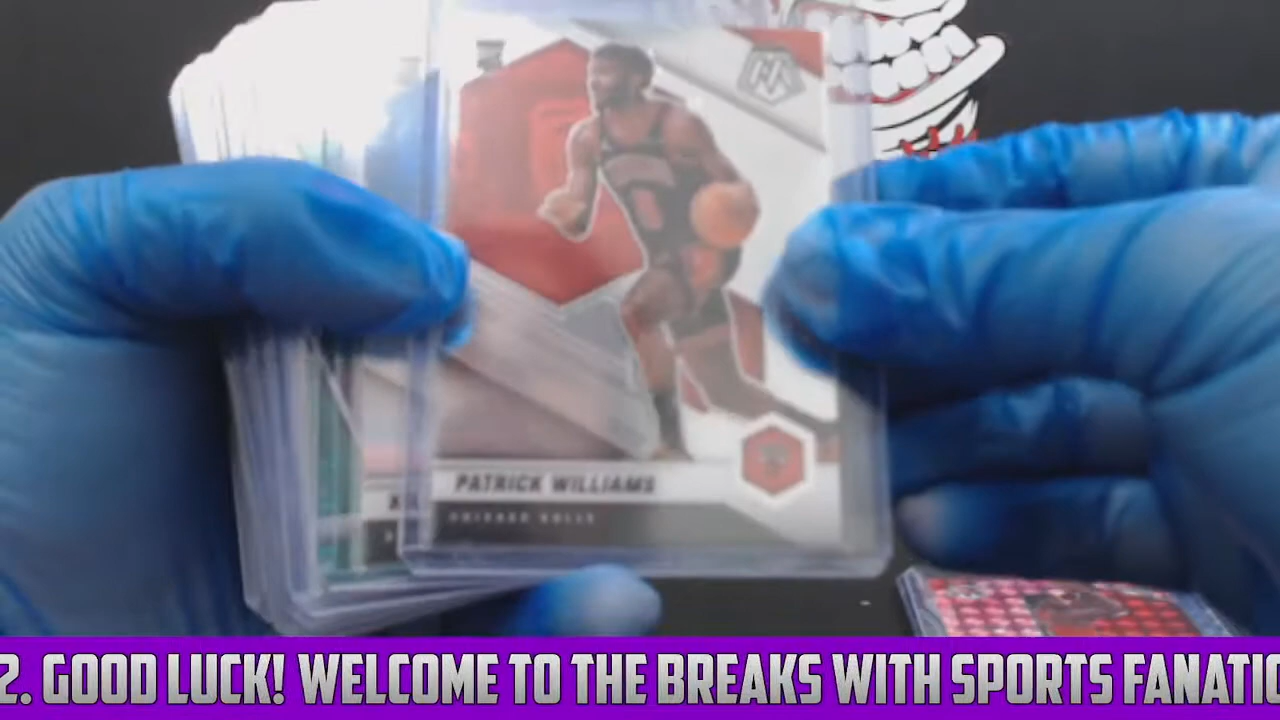 PATRICK WILLIAMS
CHICAGO BULLS
2. GOOD LUCK! WELCOME TO THE BREAKS WITH SPORTS FANATIC